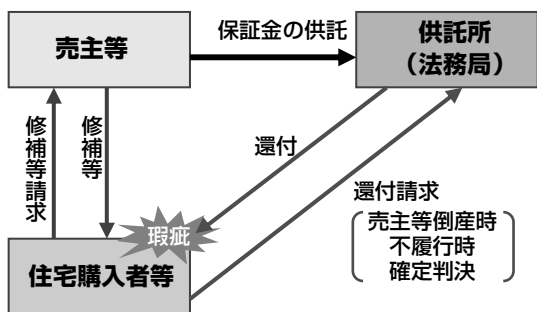 保証金の供託
売主等
供託所
（法務局）
修補等請求
修補等
還付
還付請求
売主等倒産時
不履行時
確定判決
瑕疵
住宅購入者等